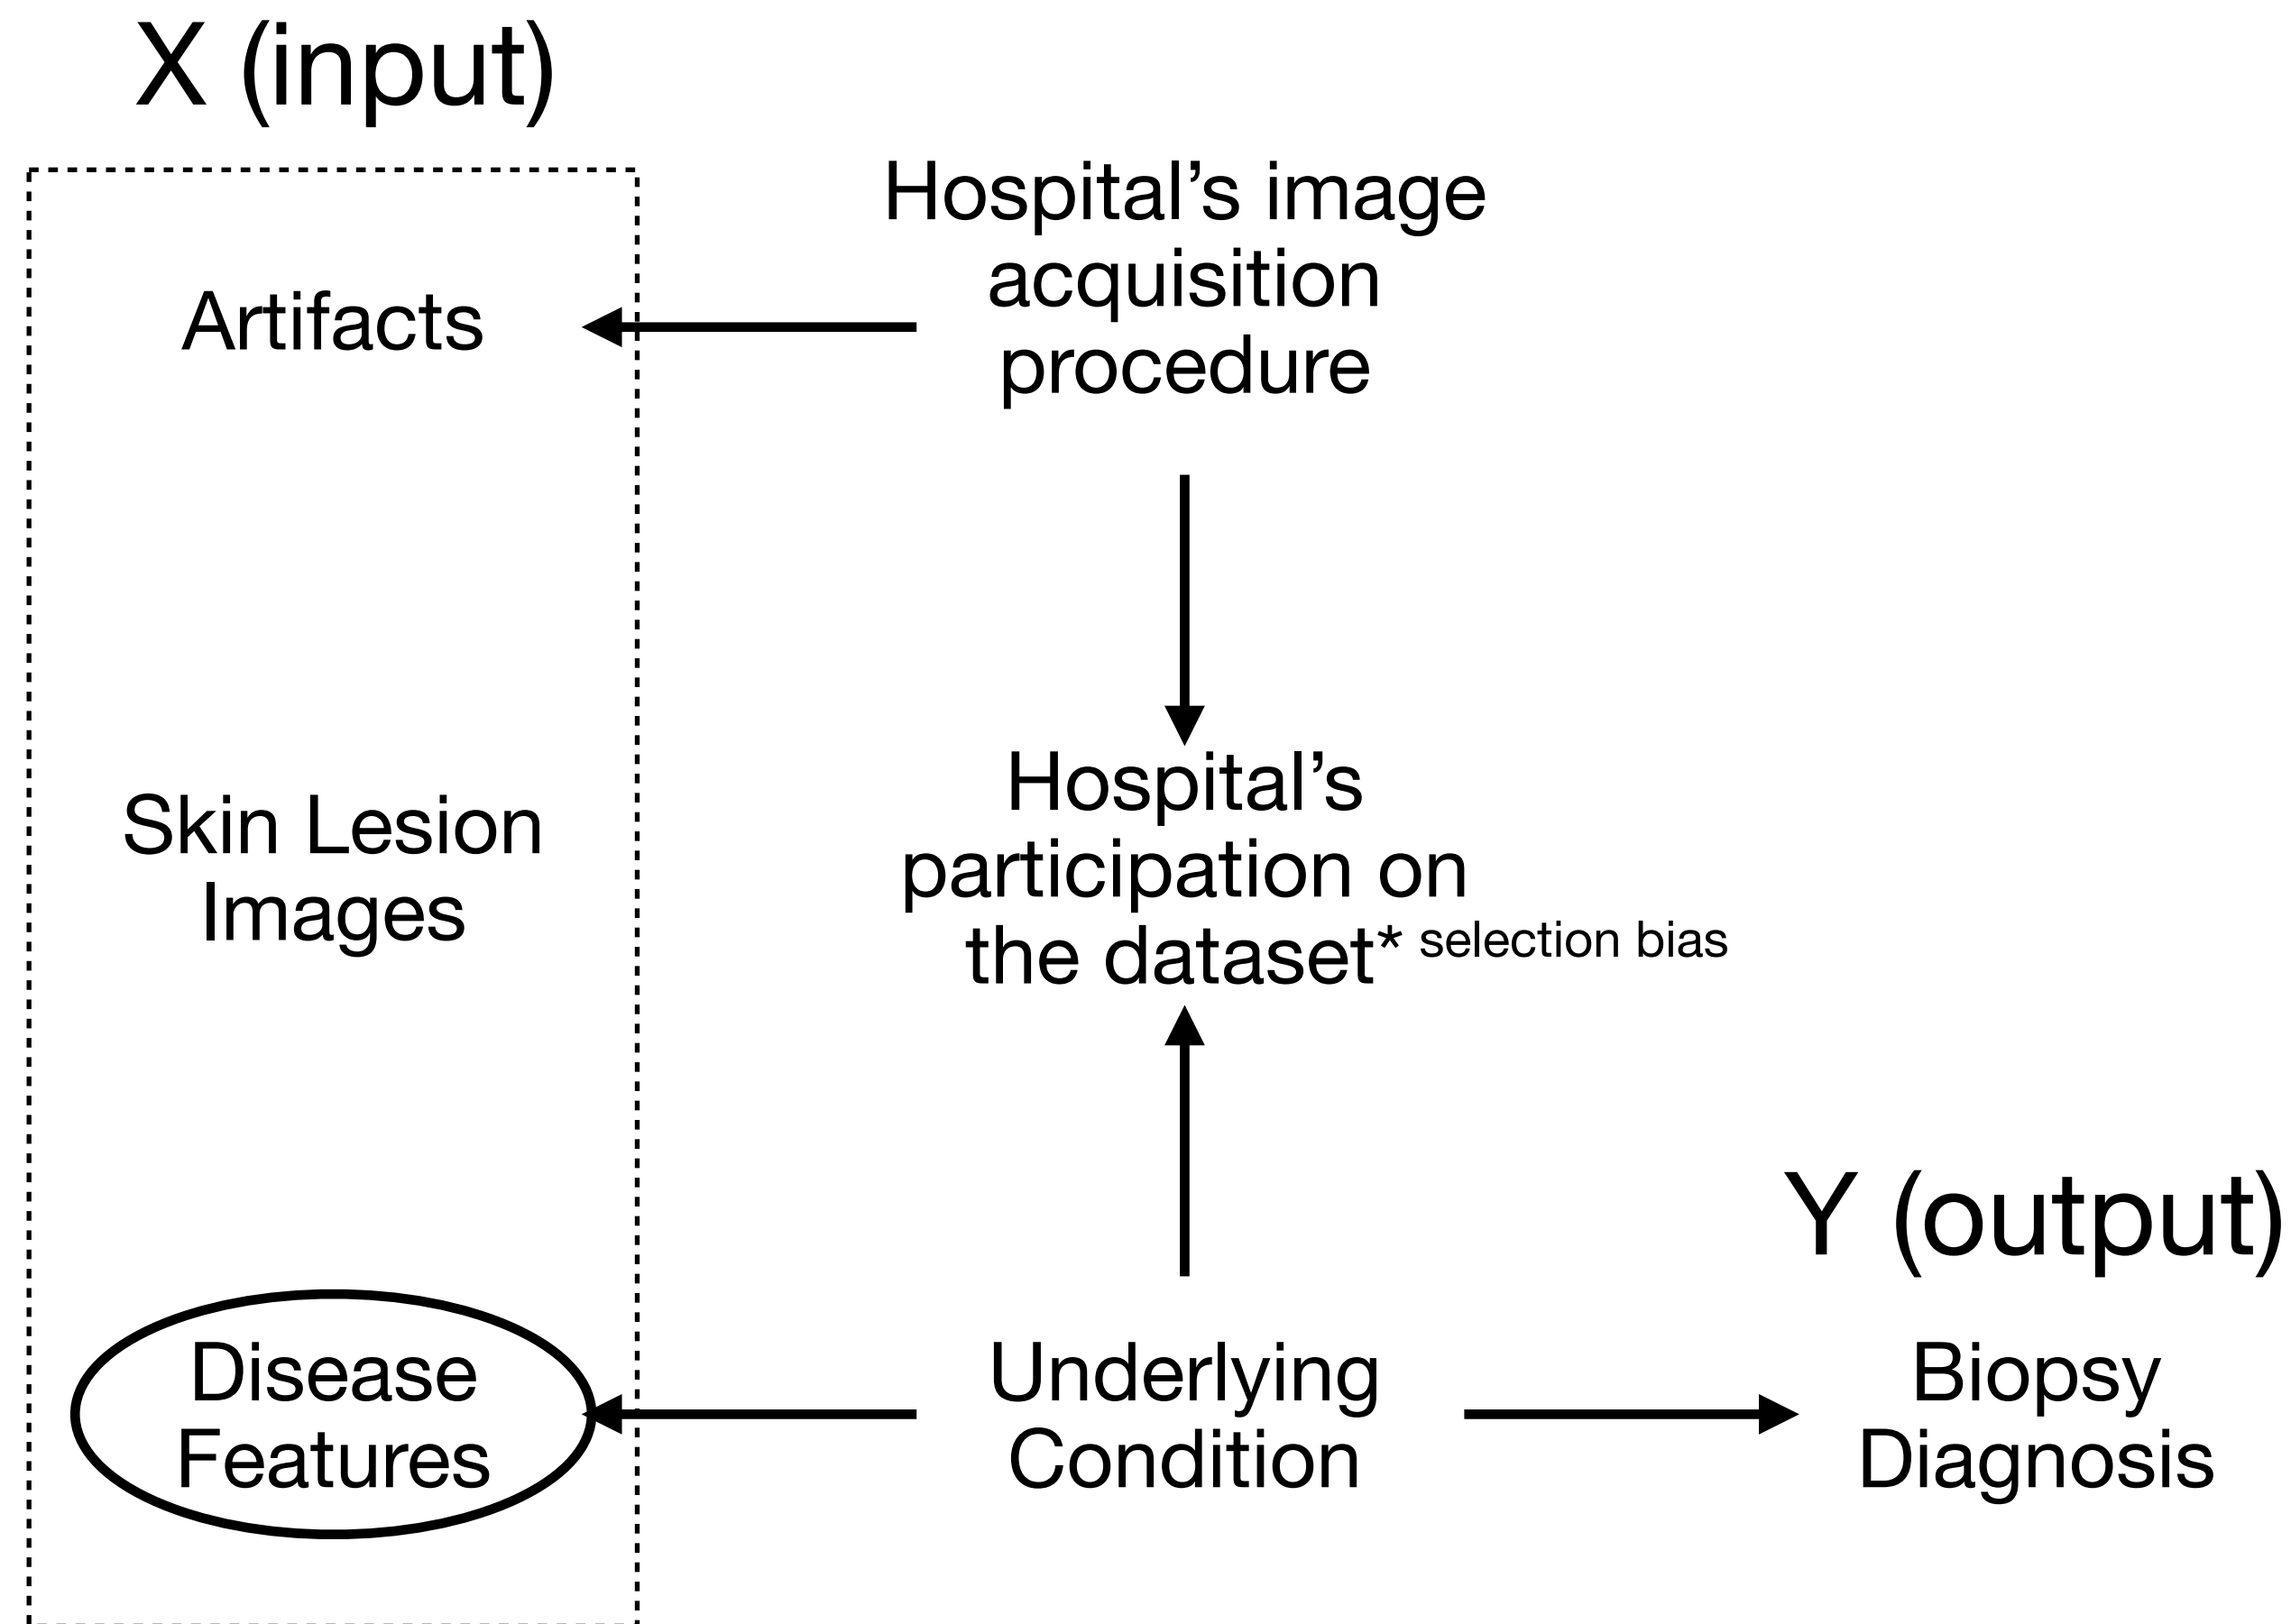 X (input)
Hospital’s image
acquisition
procedure
Artifacts
Hospital’s
participation on
the dataset* selection bias
Skin Lesion
Images
Y (output)
Disease
Features
Underlying
Condition
Biopsy
Diagnosis